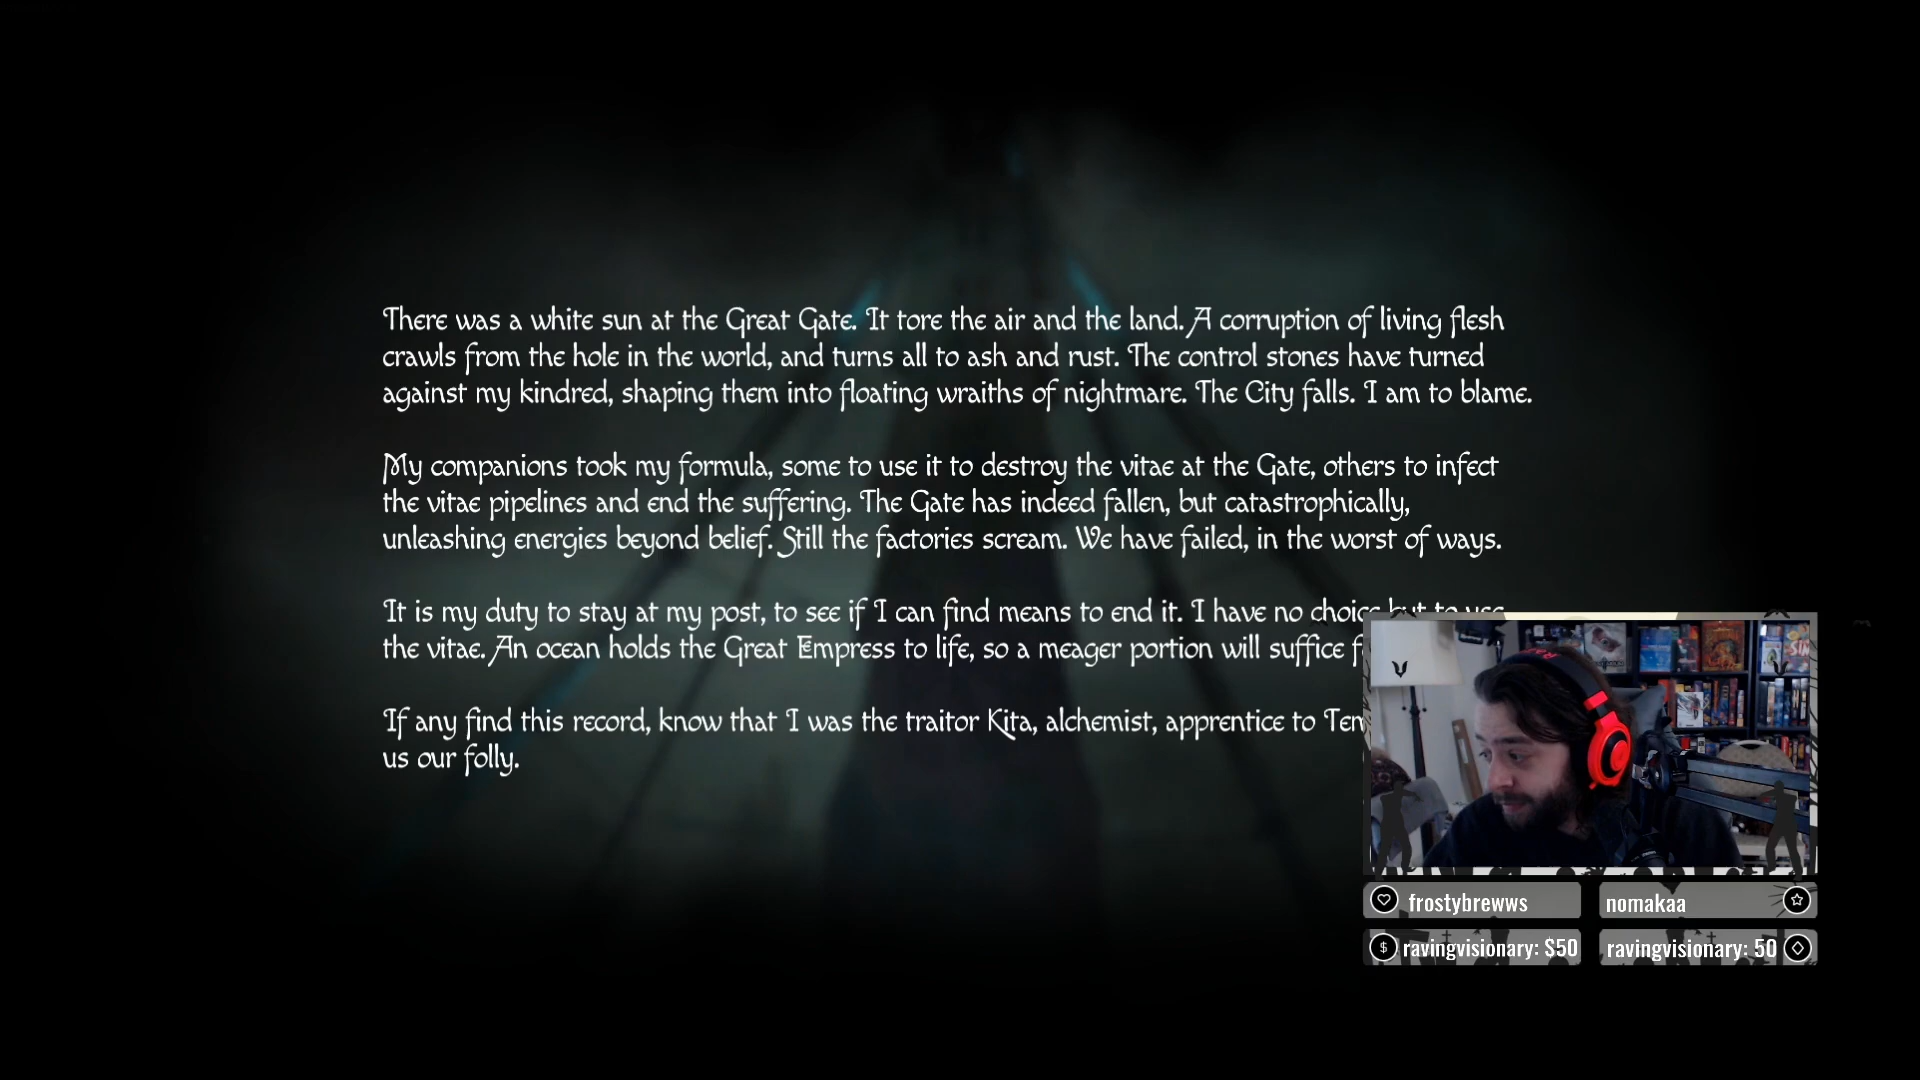 There was a white sun at the Great Gate. It tore the air and the land. A corruption of living flesh
crawls from the hole in the world, and turns all to ash and rust. The control stones have turned
against my kindred, shaping them into floating wraiths of nightmare. The City falls. I am to blame.
My companions took my formula, some to use it to destroy the vitae at the Gate, others to infect
the vitae pipelines and end the suffering. The Gate has indeed fallen, but catastrophically,
unleashing energies beyond belief. Still the factories scream. We have failed, in the worst of ways.
It is my duty to stay at my post, to see if I can find means to end it. I have no choice but to use
the vitae. An ocean holds the Great Empress to life, so a meager portion will suffice
If any find this record, know that I was the traitor Kita, alchemist, apprentice to
us our folly.
frostybrewws
nomakaa
$ ravingvisionary: $50
ravingvisionary: 50